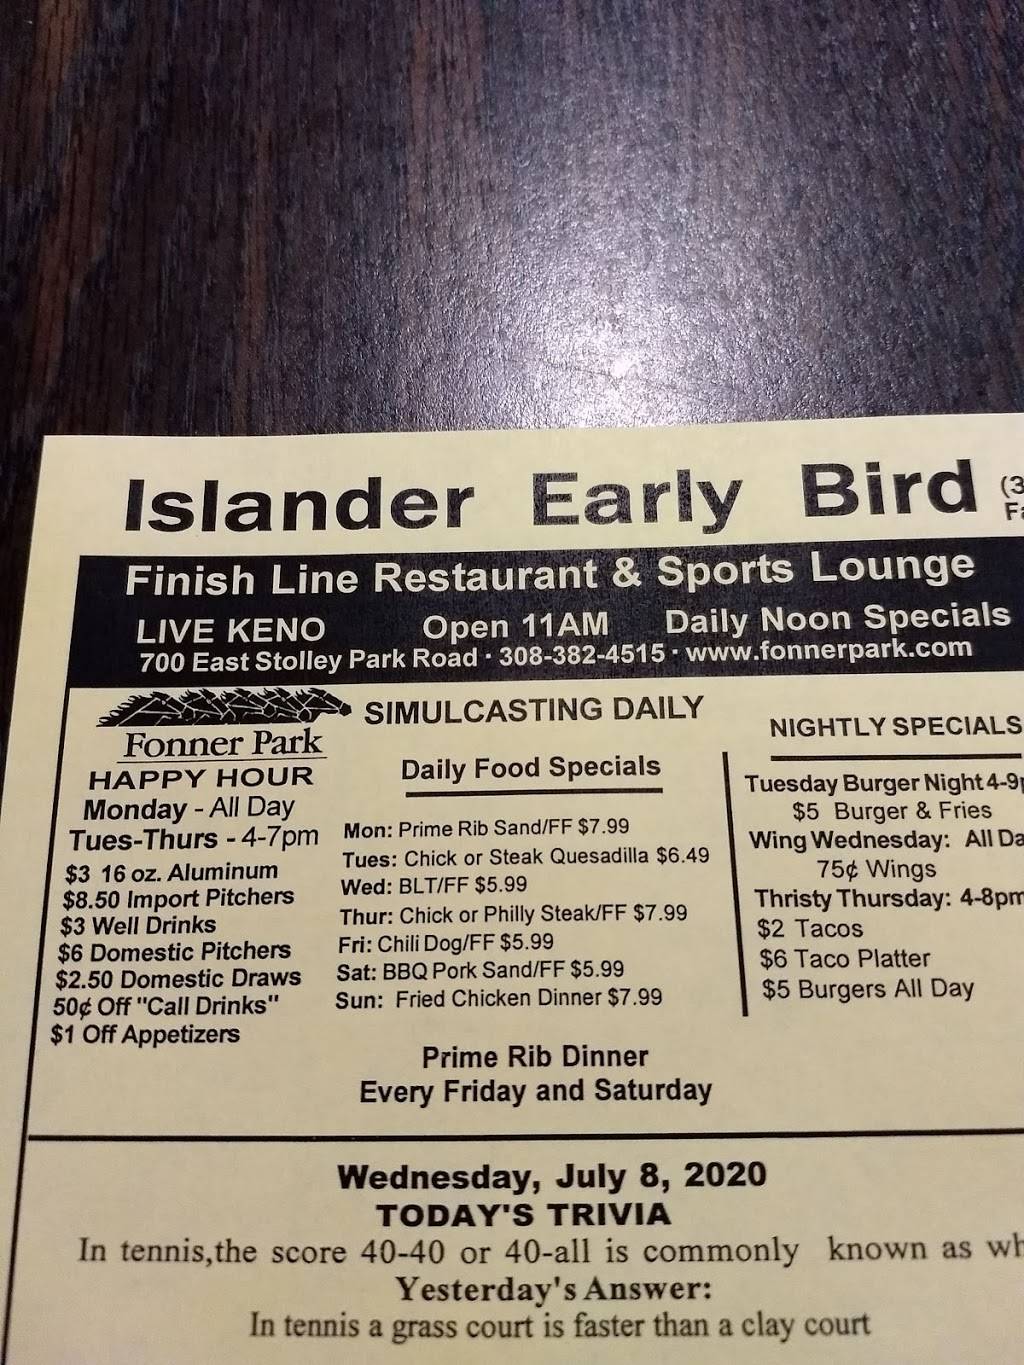 Islander Early Bird
Finish Line Restaurant & Sports Lounge
LIVE KENO Open 11AM Daily Noon Specials
700 East Stolley Park Road · 308-382-4515 · www.fonnerpark.com
Fonner Park
HAPPY HOUR
Monday - All Day
Tues-Thurs - 4-7pm
$3 16 oz. Aluminum
$8.50 Import Pitchers
$3 Well Drinks
$6 Domestic Pitchers
$2.50 Domestic Draws
50¢ Off "Call Drinks"
$1 Off Appetizers
SIMULCASTING DAILY
Daily Food Specials
Mon: Prime Rib Sand/FF $7.99
Tues: Chick or Steak Quesadilla $6.49
Wed: BLT/FF $5.99
Thur: Chick or Philly Steak/FF $7.99
Fri: Chili Dog/FF $5.99
Sat: BBQ Pork Sand/FF $5.99
Sun: Fried Chicken Dinner $7.99
NIGHTLY SPECIALS
Tuesday Burger Night 4-9p
$5 Burger & Fries
Wing Wednesday: All Da
75¢ Wings
Thristy Thursday: 4-8pm
$2 Tacos
$6 Taco Platter
$5 Burgers All Day
Prime Rib Dinner
Every Friday and Saturday
Wednesday, July 8, 2020
TODAY'S TRIVIA
In tennis,the score 40-40 or 40-all is commonly known as wh
Yesterday's Answer:
In tennis a grass court is faster than a clay court